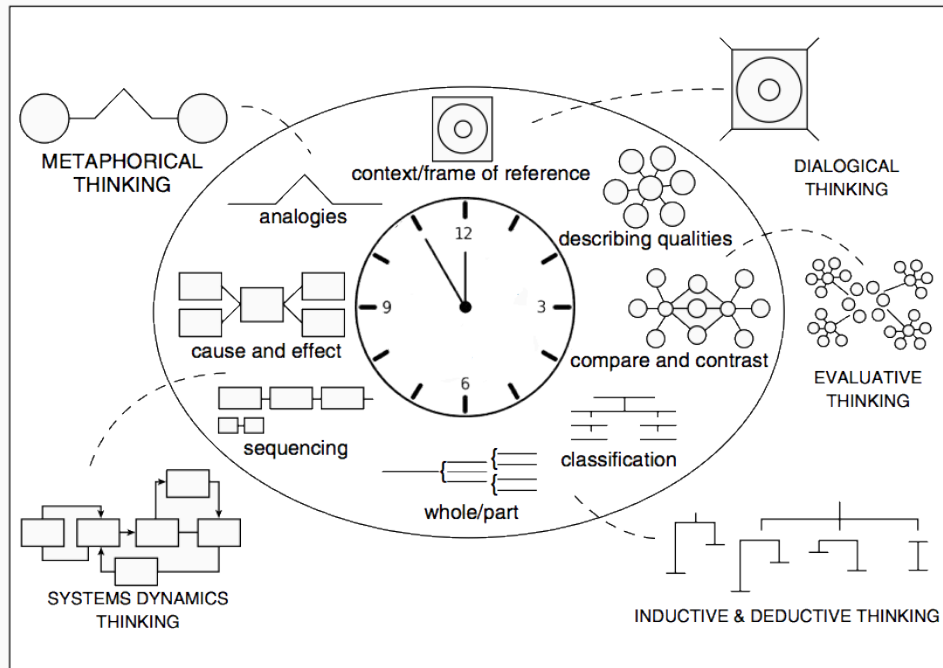 METAPHORICAL
THINKING
context/frame of reference
DIALOGICAL
THINKING
analogies
describing qualities
12
9
3
6
cause and effect
compare and contrast
EVALUATIVE
THINKING
sequencing
classification
whole/part
SYSTEMS DYNAMICS
THINKING
INDUCTIVE & DEDUCTIVE THINKING